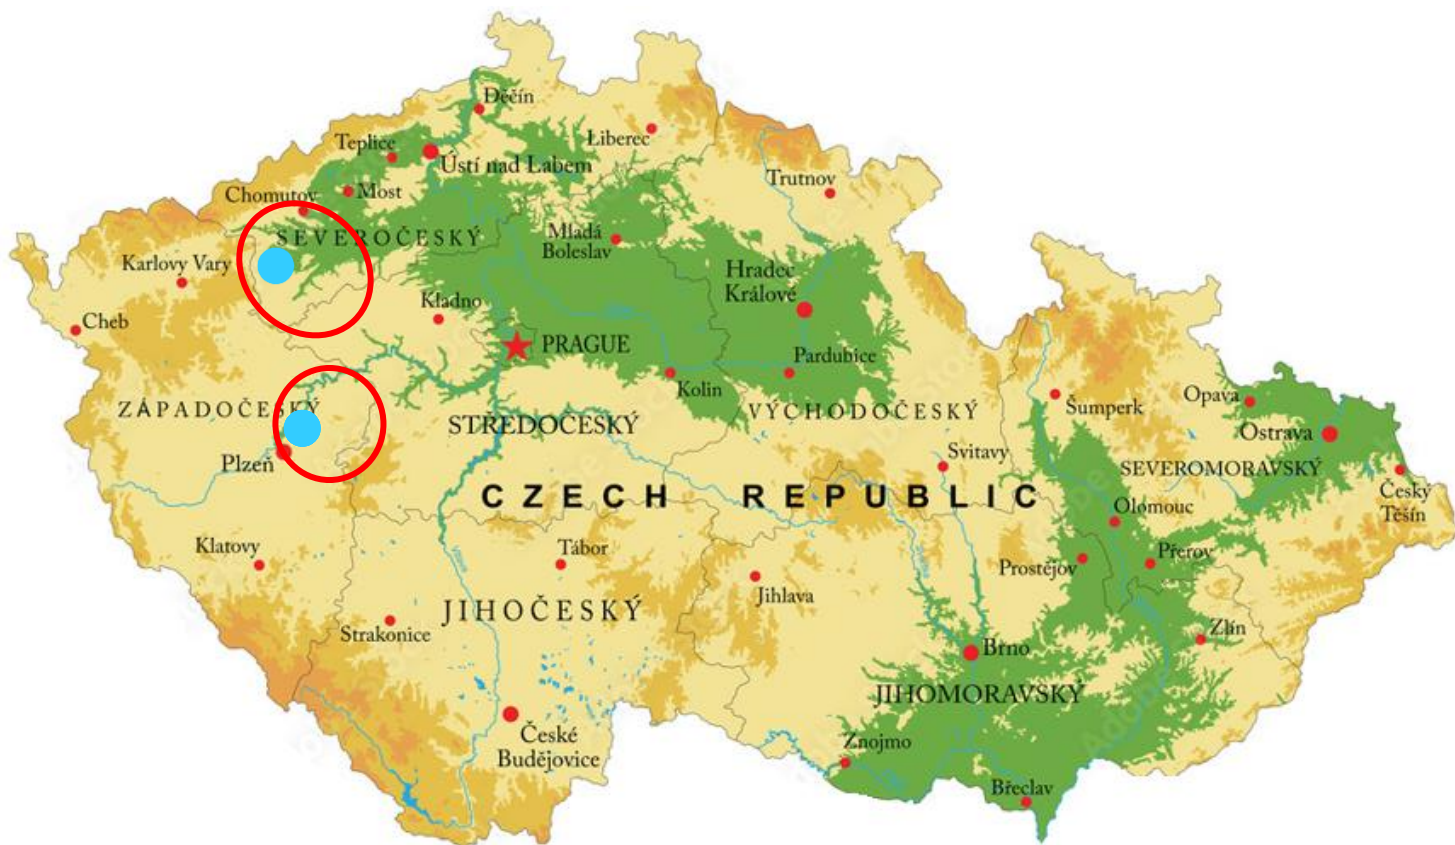 Děčín
Teplice
Liberec
Ústí nad Labem
Trutnov
Chomutov
Most
SEVEROČESKÝ
Mladá
Boleslav
Karlovy Vary
Hradec
Králové
Kladno
Cheb
PRAGUE
Pardubice
Kolin
ZÁPADOČESKÝ
STŘEDOČESKÝ
VÝCHODOČESKÝ
Šumperk
Opava
Ostrava
Plzeň
Svitavy
SEVEROMORAVSKÝ
CZECH REPUBLIC
Český
Těšín
Olomouc
Klatovy
Tábor
Prostějov
Přerov
Jihlava
JIHOČESKÝ
Strakonice
Zlín
Brno
JIHOMORAVSKÝ
České
Budějovice
Znojmo
Břeclav